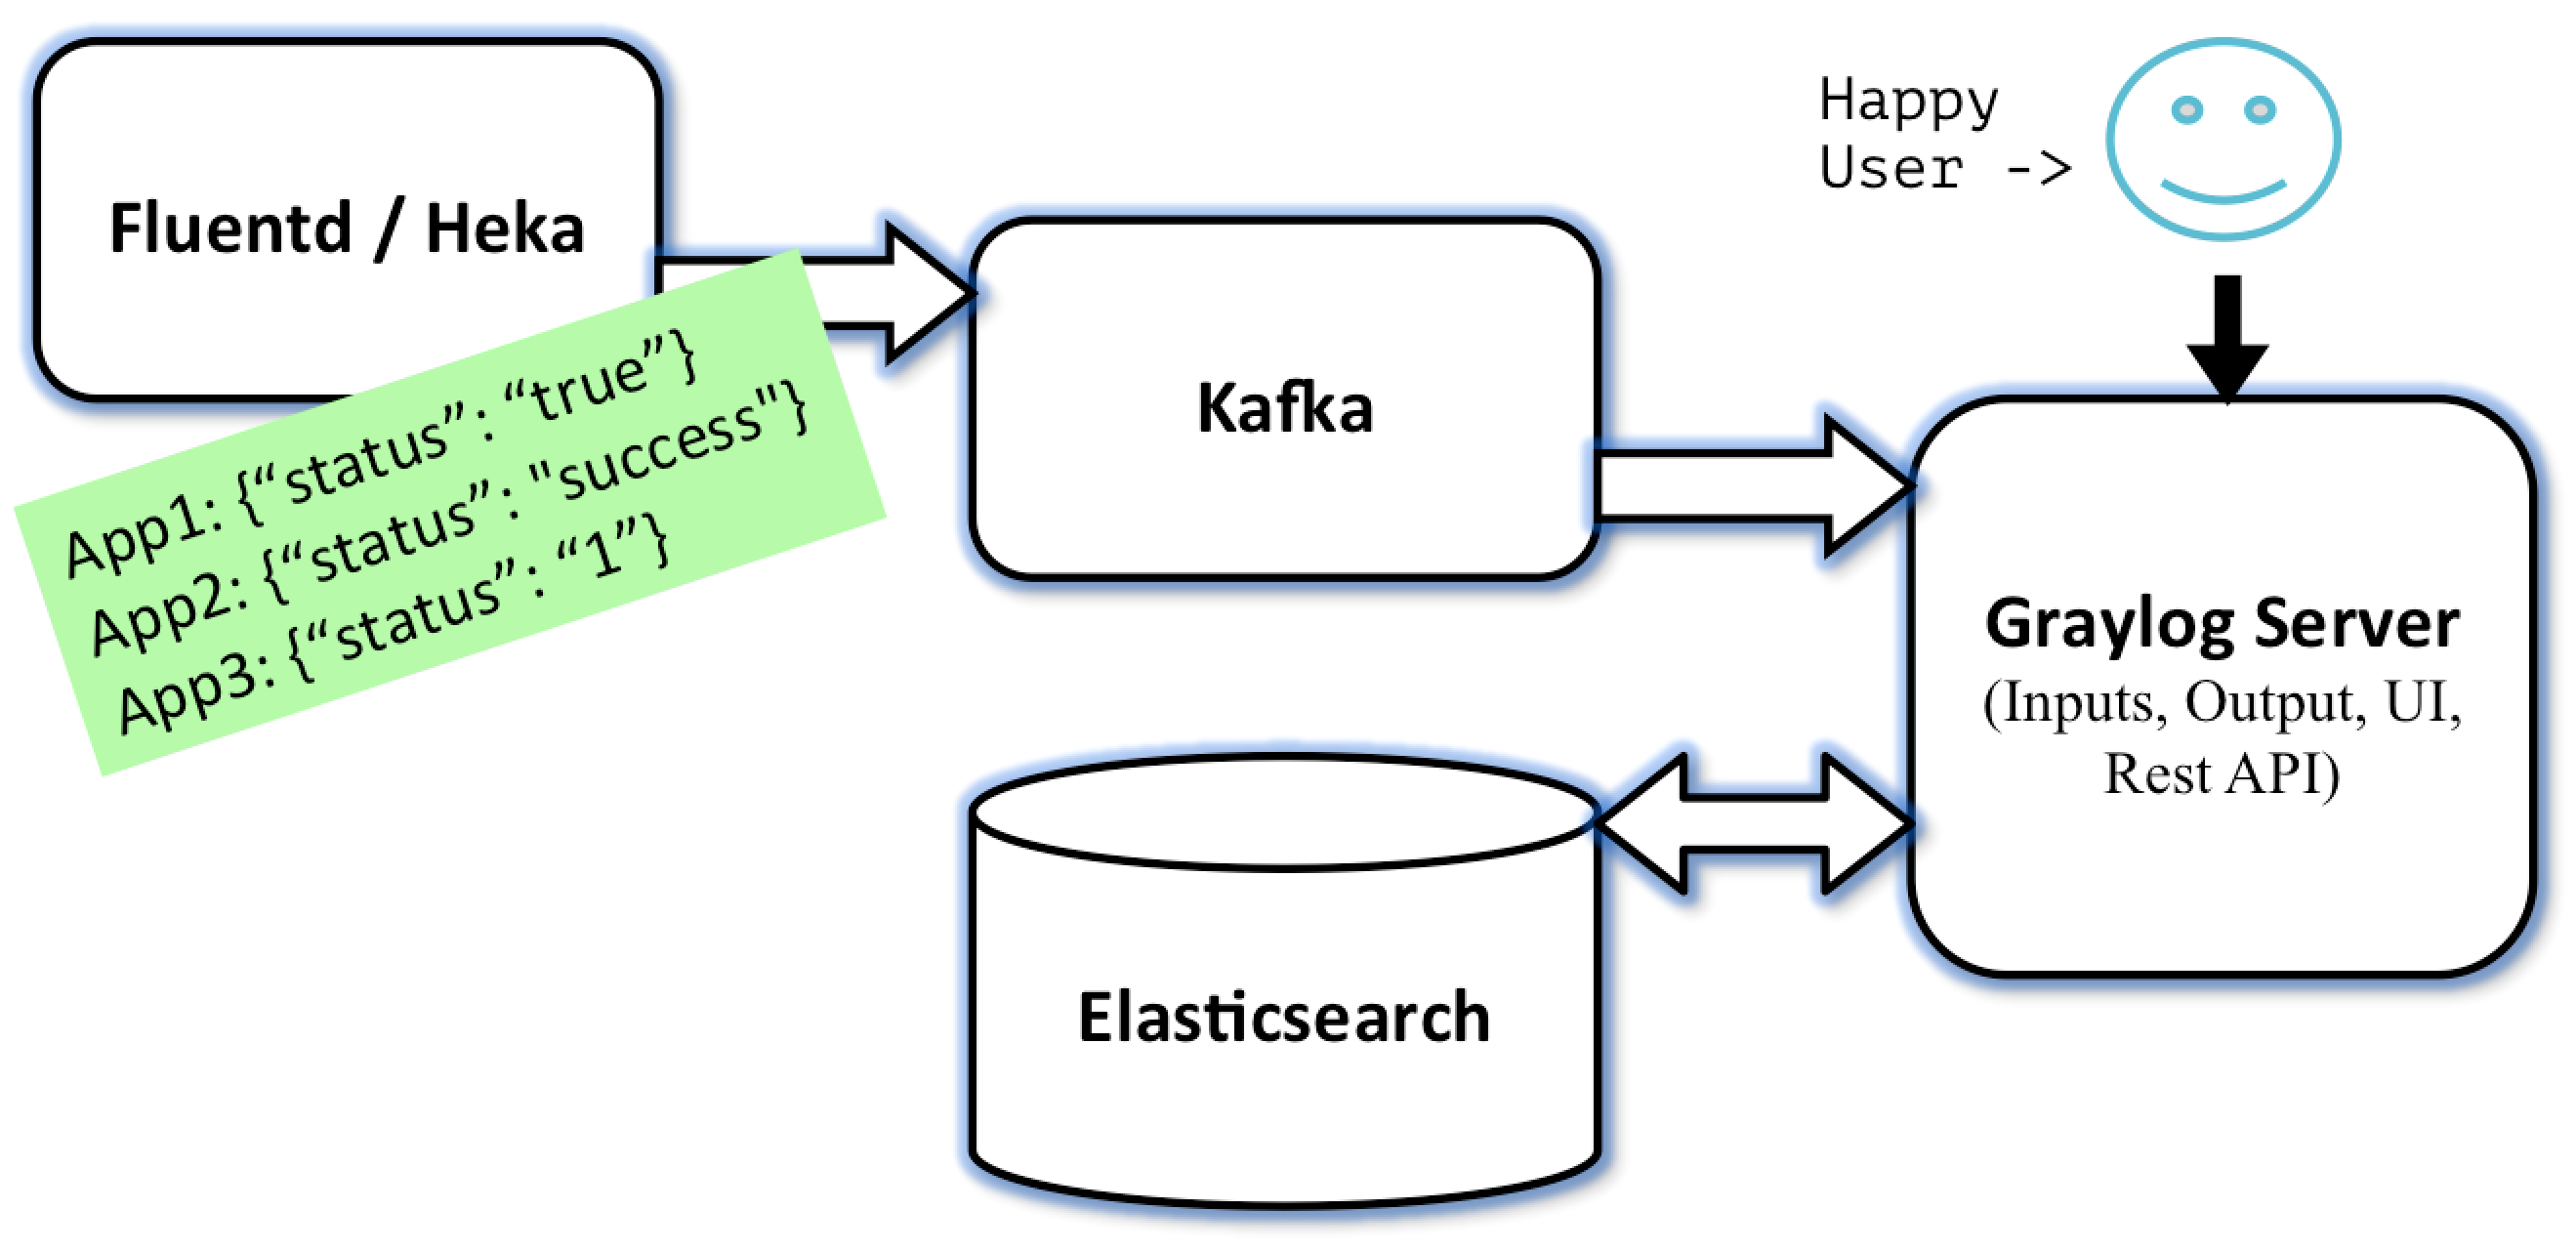 Fluentd / Heka
App1: {“status”: “true”}
App2: {“status”: "success"}
App3: {“status”: “1”}
Kafka
Happy
User ->
Graylog Server
(Inputs, Output, UI,
Rest API)
Elasticsearch